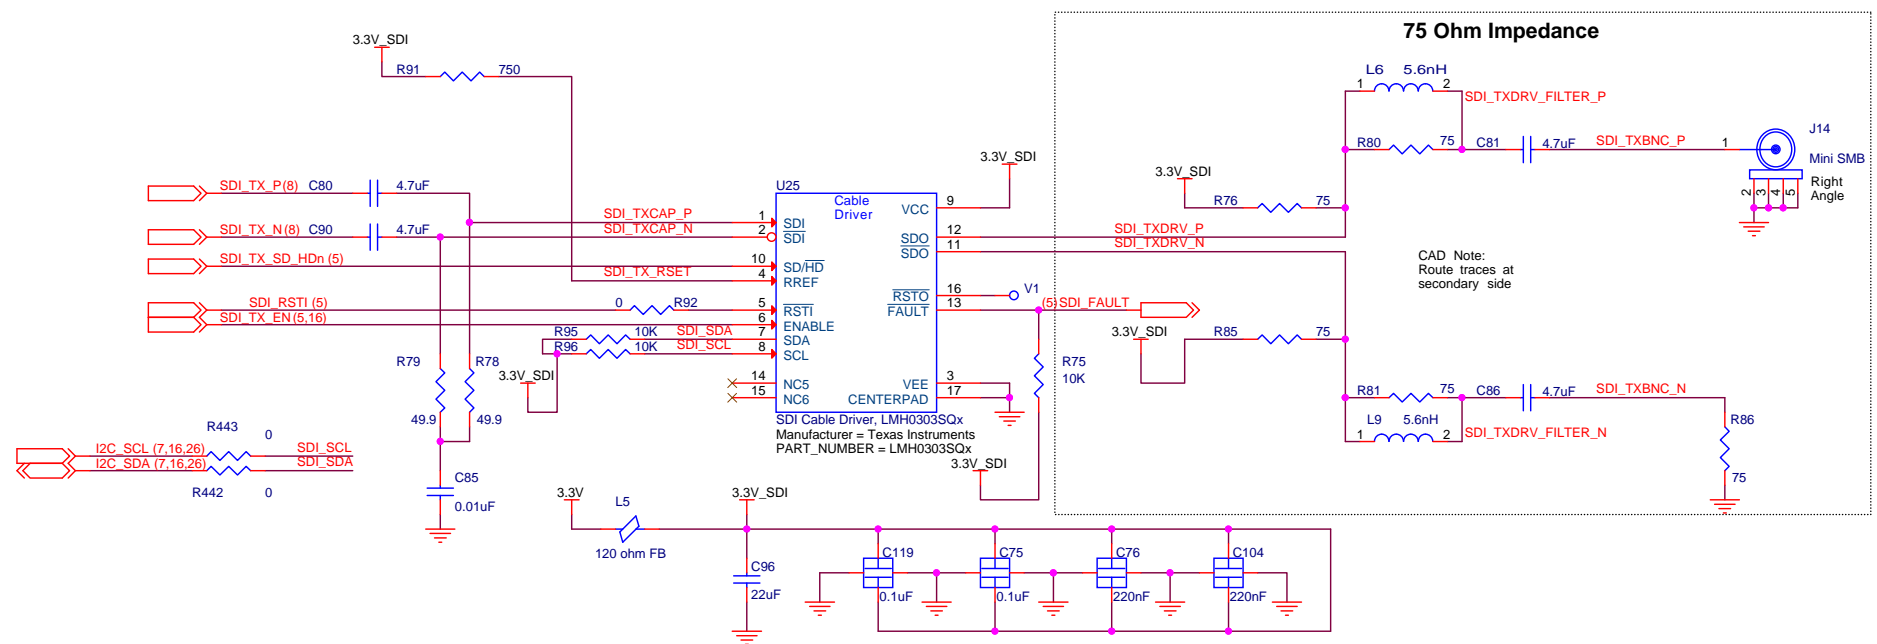 75 Ohm Impedance
3.3V_SDI
R91 750
L6 5.6nH
1 2
SDI_TXDRV_FILTER_P
R80 75 C81 4.7uF SDI_TXBNC_P 1
J14
Mini SMB
Right
Angle
2 3 4 5
3.3V_SDI
3.3V_SDI
R76 75
SDI_TX_P(8) C80 4.7uF
SDI_TX_N(8) C90 4.7uF
SDI_TX_SD_HDn (5)
SDI_RSTI (5) 0 R92
SDI_TX_EN(5,16)
SDI_TXCAP_P
SDI_TXCAP_N
SDI_TX_RSET
R95 10K SDI_SDA
R96 10K SDI_SCL
3.3V_SDI
U25
Cable
Driver
1 SDI
2 SDI
10 SD/HD
4 RREF
5 RSTI
6 ENABLE
7 SDA
8 SCL
14 NC5
15 NC6
VCC 9
SDO 12
SDO 11
RSTO 16
FAULT 13
VEE 3
CENTERPAD 17
SDI Cable Driver, LMH0303SQx
Manufacturer = Texas Instruments
PART_NUMBER = LMH0303SQx
SDI_TXDRV_P
SDI_TXDRV_N
V1
(5)SDI_FAULT
R75
10K
3.3V_SDI
CAD Note:
Route traces at
secondary side
3.3V_SDI
R85 75
R81 75 C86 4.7uF SDI_TXBNC_N
L9 5.6nH
1 2
SDI_TXDRV_FILTER_N
R86
75
R79 R78
49.9 49.9
R443 0
I2C_SCL (7,16,26) SDI_SCL
I2C_SDA (7,16,26) SDI_SDA
R442 0
C85
0.01uF
3.3V L5 3.3V_SDI
120 ohm FB
C96
22uF
C119 C75 C76 C104
0.1uF 0.1uF 220nF 220nF